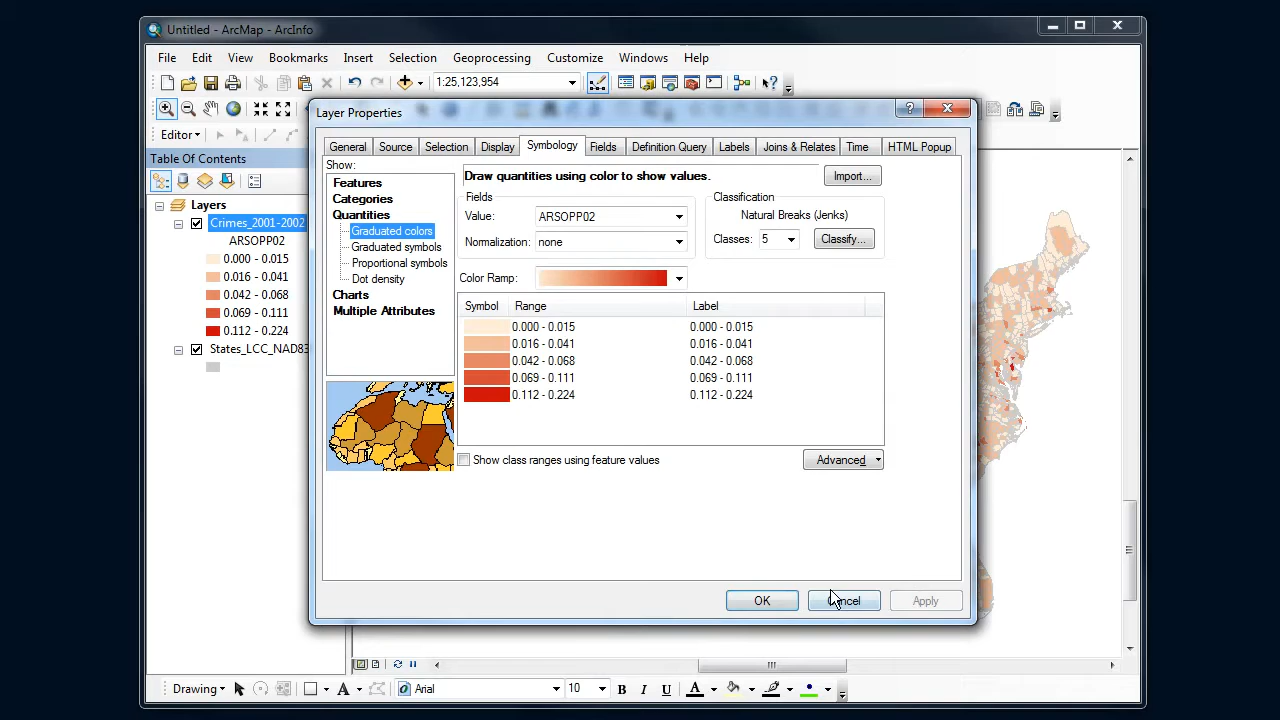 Untitled - ArcMap - ArcInfo
File Edit View Bookmarks Insert Selection Geoprocessing Customize Windows Help
1:25,123,954
Layer Properties
Editor
Table Of Contents
General Source Selection Display Symbology Fields Definition Query Labels Joins & Relates Time HTML Popup
Show:
Features
Categories
Quantities
Graduated colors
Graduated symbols
Proportional symbols
Dot density
Charts
Multiple Attributes
Draw quantities using color to show values.
Import...
Fields
Value: ARSOPP02
Normalization: none
Classification
Natural Breaks (Jenks)
Classes: 5 Classify...
Color Ramp:
Symbol Range Label
0.000 - 0.015 0.000 - 0.015
0.016 - 0.041 0.016 - 0.041
0.042 - 0.068 0.042 - 0.068
0.069 - 0.111 0.069 - 0.111
0.112 - 0.224 0.112 - 0.224
Show class ranges using feature values
Advanced
OK Cancel Apply
Layers
Crimes_2001-2002
ARSOPP02
0.000 - 0.015
0.016 - 0.041
0.042 - 0.068
0.069 - 0.111
0.112 - 0.224
States_LCC_NAD83
Drawing Arial 10 B I U A